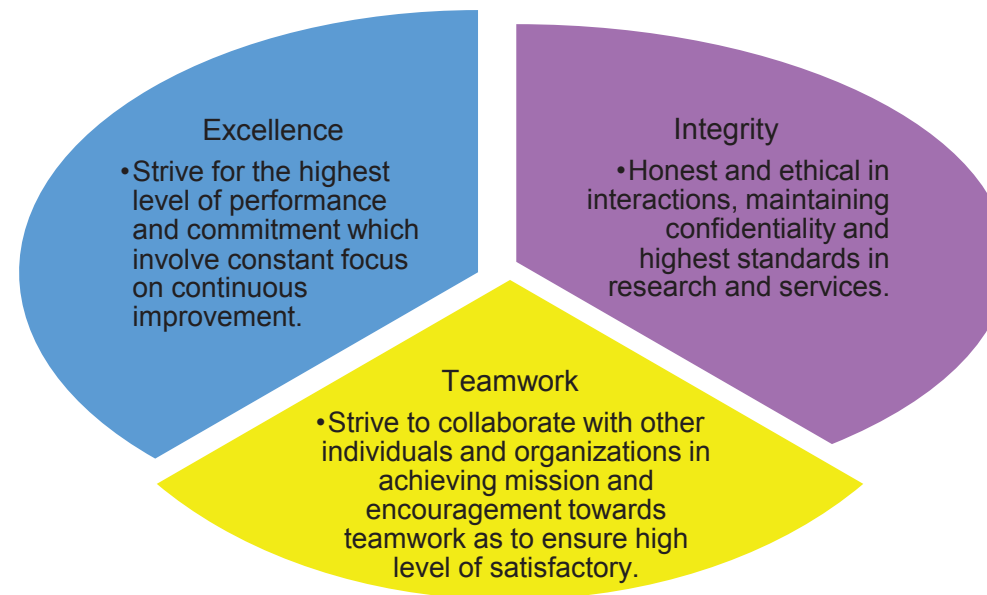 Excellence
•Strive for the highest
level of performance
and commitment which
involve constant focus
on continuous
improvement.
Integrity
•Honest and ethical in
interactions, maintaining
confidentiality and
highest standards in
research and services.
Teamwork
•Strive to collaborate with other
individuals and organizations in
achieving mission and
encouragement towards
teamwork as to ensure high
level of satisfactory.